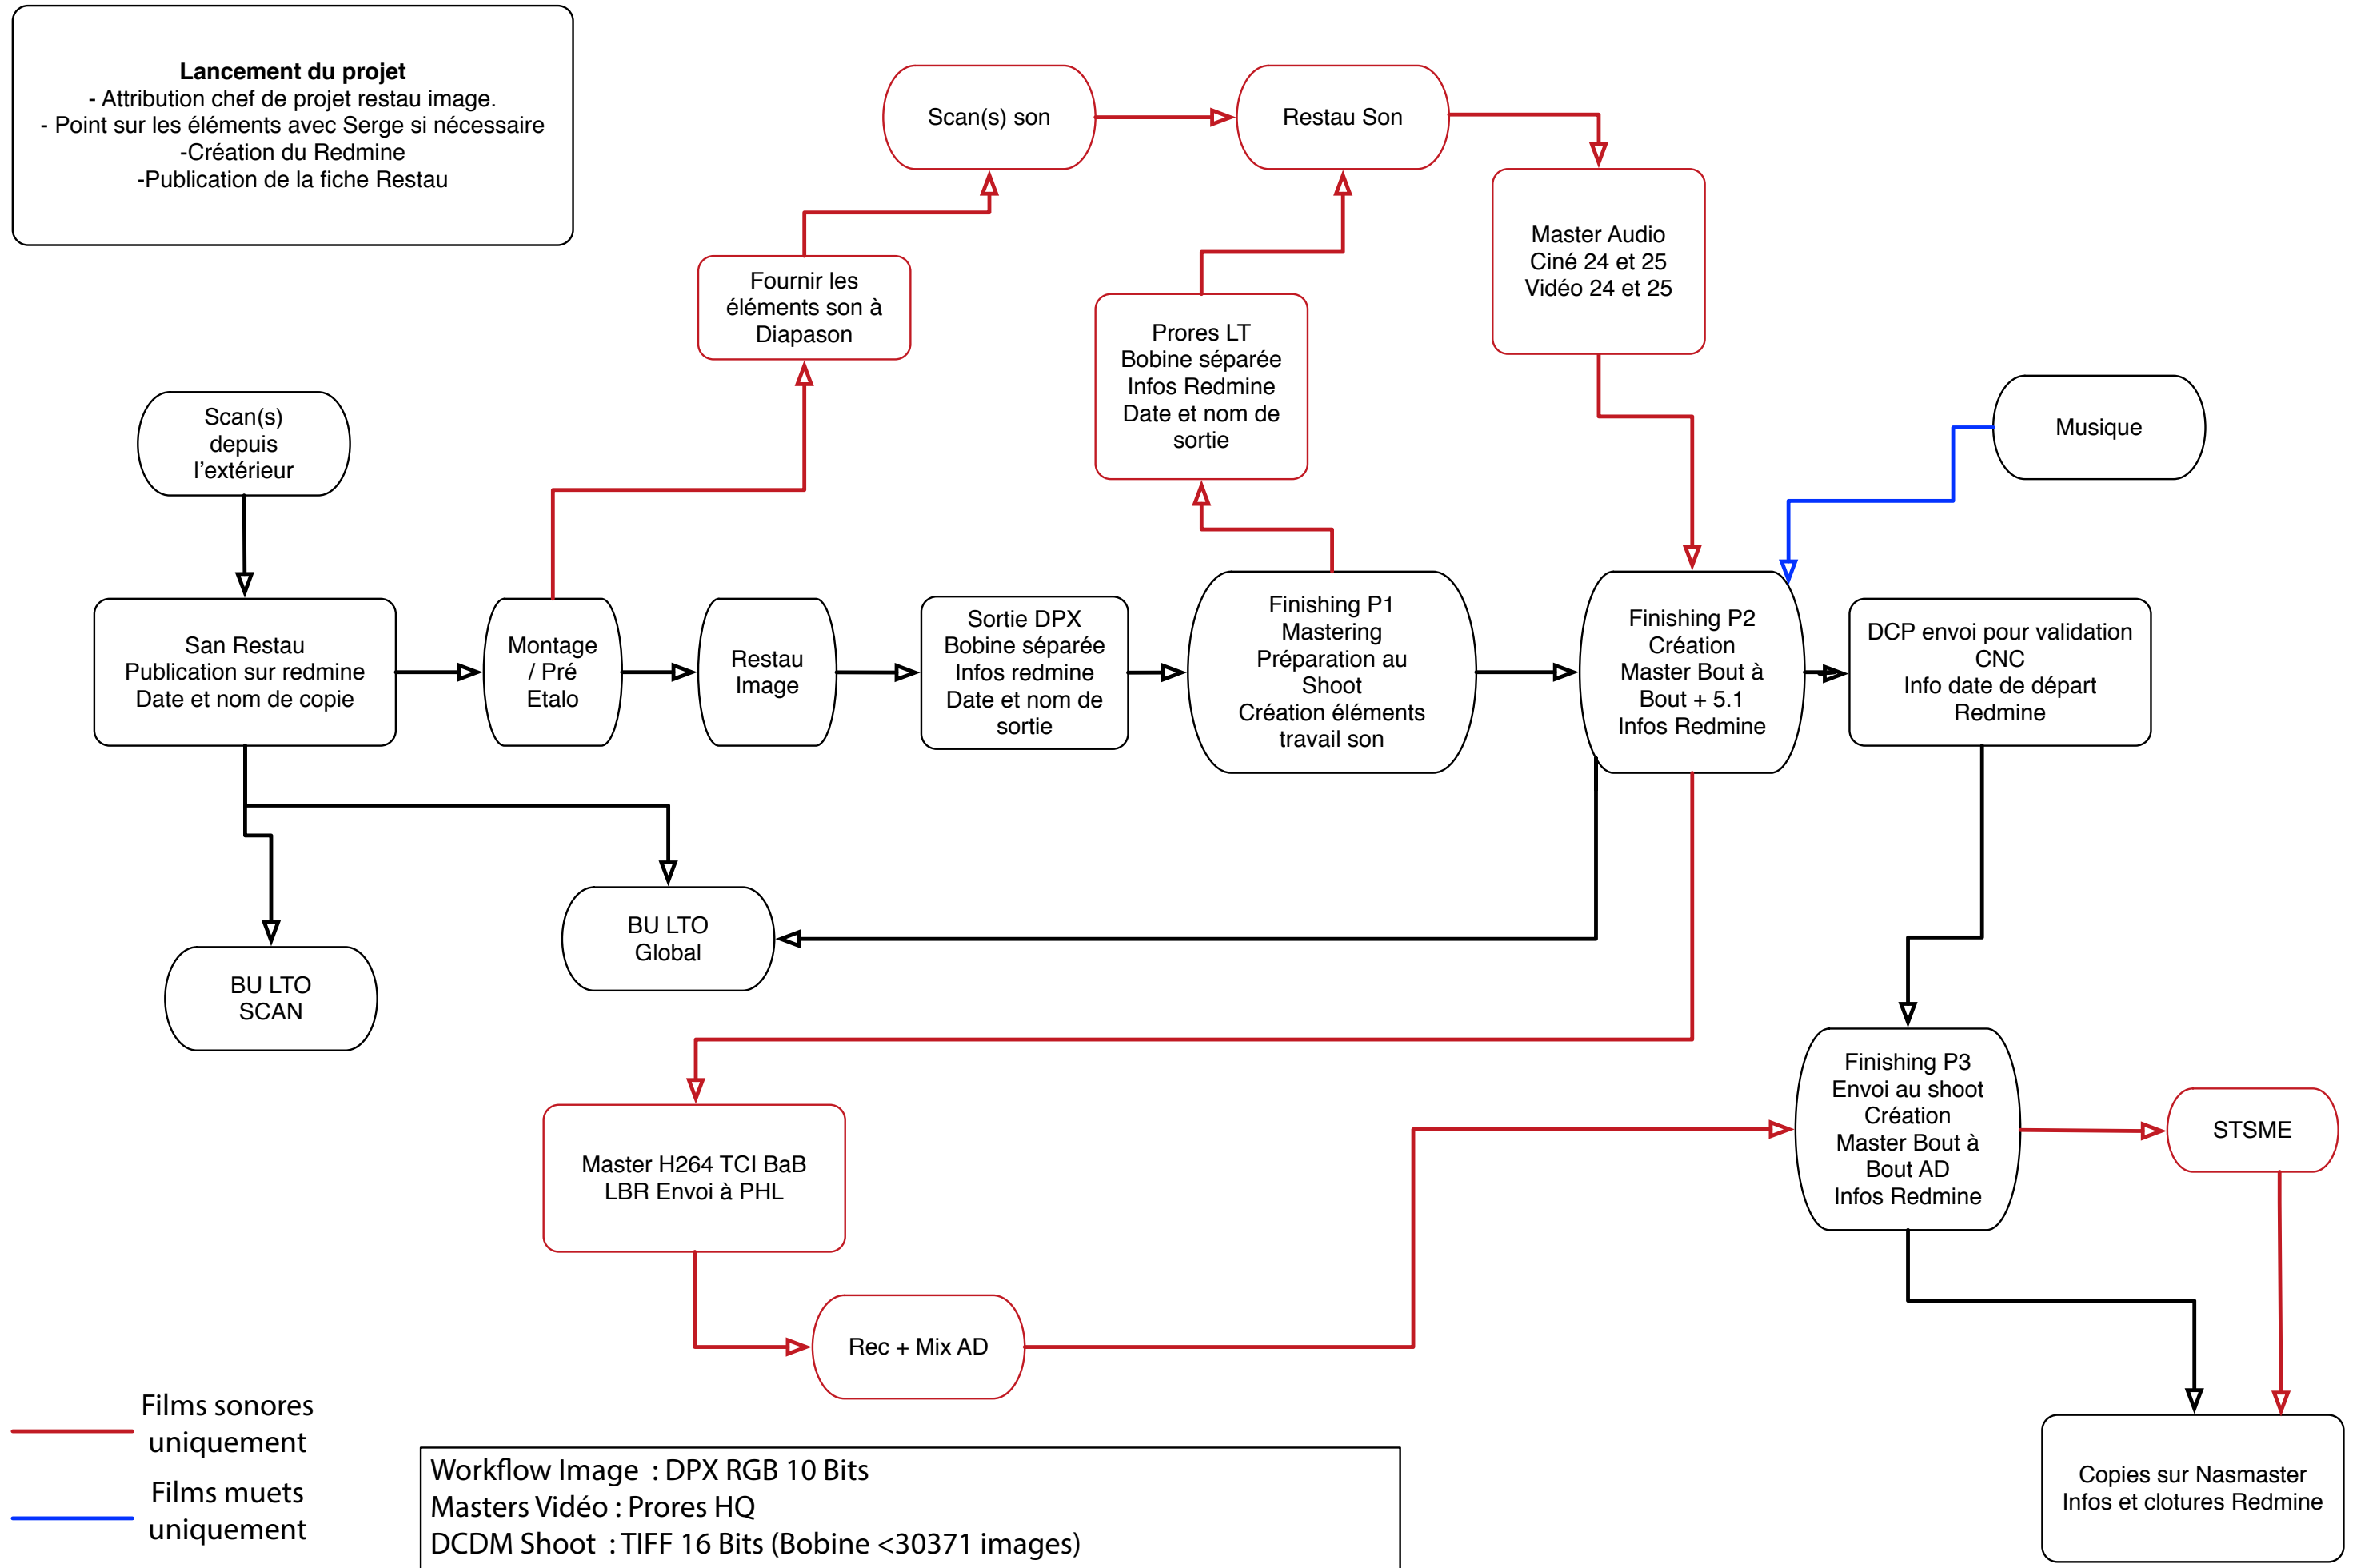 Lancement du projet
- Attribution chef de projet restau image.
- Point sur les éléments avec Serge si nécessaire
-Création du Redmine
-Publication de la fiche Restau
Scan(s) son
Restau Son
Fournir les
éléments son à
Diapason
Prores LT
Bobine séparée
Infos Redmine
Date et nom de
sortie
Master Audio
Ciné 24 et 25
Vidéo 24 et 25
Scan(s)
depuis
l'extérieur
Musique
San Restau
Publication sur redmine
Date et nom de copie
Montage
/ Pré
Etalo
Restau
Image
Sortie DPX
Bobine séparée
Infos redmine
Date et nom de
sortie
Finishing P1
Mastering
Préparation au
Shoot
Création éléments
travail son
Finishing P2
Création
Master Bout à
Bout + 5.1
Infos Redmine
DCP envoi pour validation
CNC
Info date de départ
Redmine
BU LTO
Global
BU LTO
SCAN
Master H264 TCI BaB
LBR Envoi à PHL
Finishing P3
Envoi au shoot
Création
Master Bout à
Bout AD
Infos Redmine
STSME
Rec + Mix AD
Copies sur Nasmaster
Infos et clotures Redmine
Films sonores
uniquement
Films muets
uniquement
Workflow Image : DPX RGB 10 Bits
Masters Vidéo : Prores HQ
DCDM Shoot : TIFF 16 Bits (Bobine <30371 images)